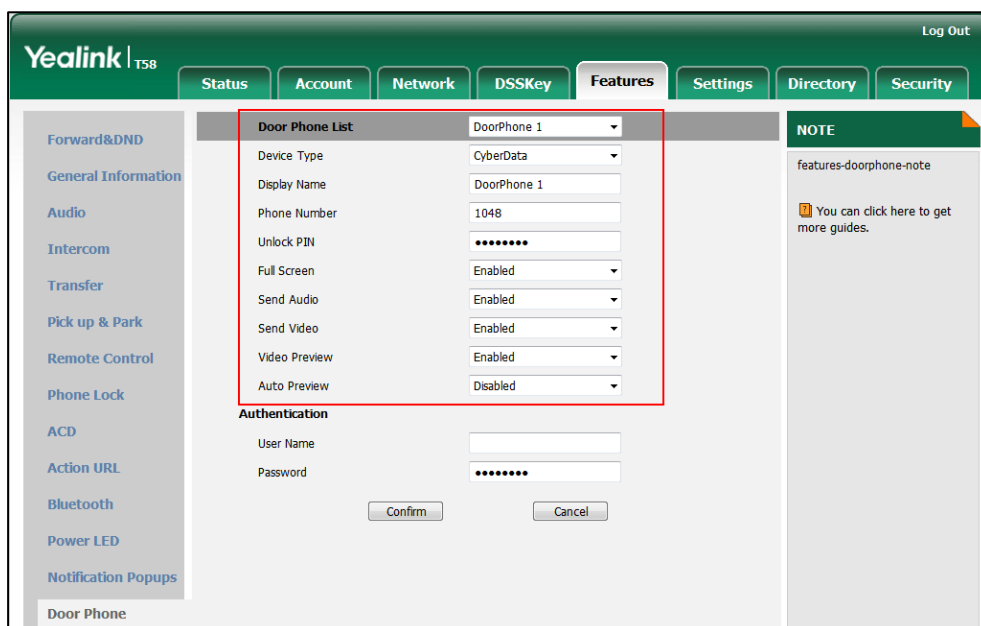 Log Out
Yealink | T58
Status Account Network DSSKey Features Settings Directory Security
Forward&DND
General Information
Audio
Intercom
Transfer
Pick up & Park
Remote Control
Phone Lock
ACD
Action URL
Bluetooth
Power LED
Notification Popups
Door Phone
Door Phone List DoorPhone 1
Device Type CyberData
Display Name DoorPhone 1
Phone Number 1048
Unlock PIN ••••••••
Full Screen Enabled
Send Audio Enabled
Send Video Enabled
Video Preview Enabled
Auto Preview Disabled
Authentication
User Name
Password ••••••••
Confirm Cancel
NOTE
features-doorphone-note
? You can click here to get
more guides.